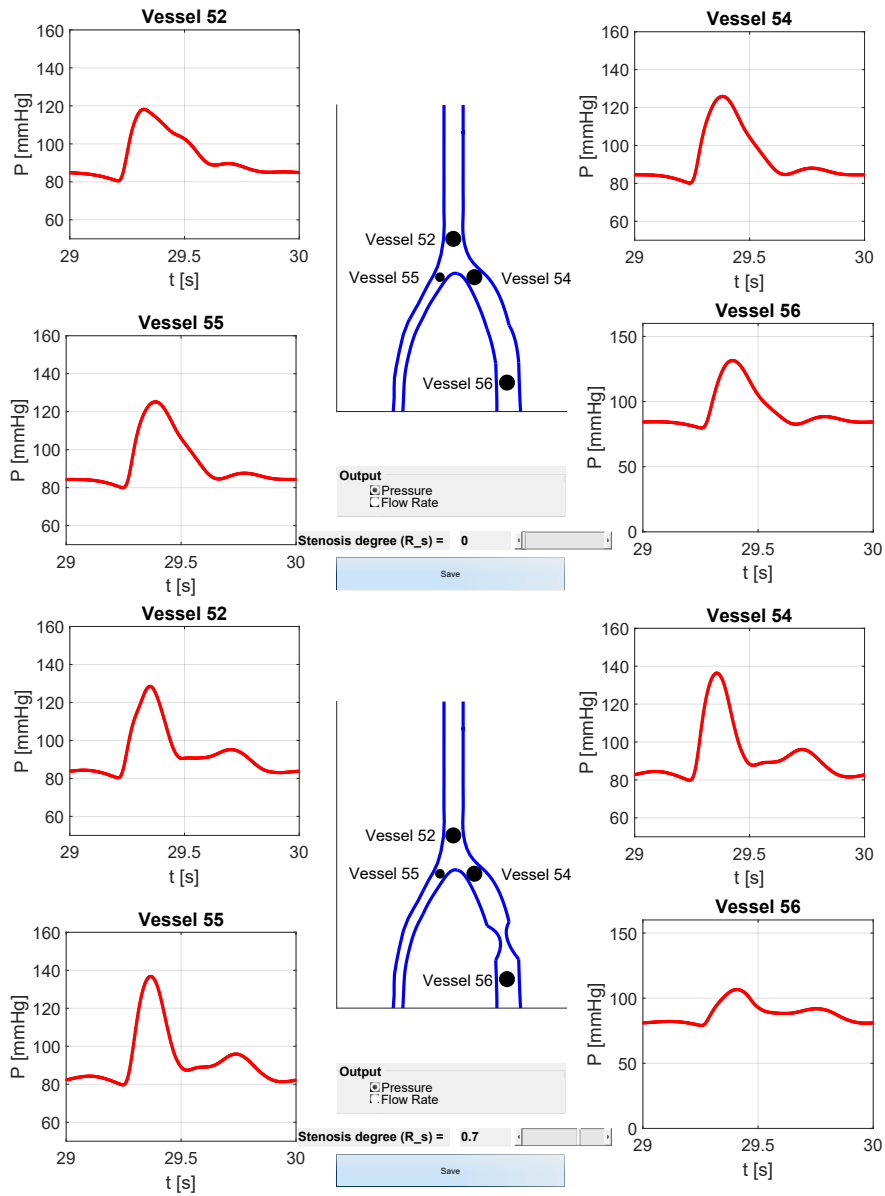 Vessel 52
160
140
120
100
80
60
P [mmHg]
29
29.5
30
t [s]
Vessel 54
160
140
120
100
80
60
P [mmHg]
29
29.5
30
t [s]
Vessel 52
Vessel 55
Vessel 54
Vessel 56
Vessel 55
160
140
120
100
80
60
P [mmHg]
29
29.5
30
t [s]
Vessel 56
150
100
50
0
P [mmHg]
29
29.5
30
t [s]
Output
Pressure
Flow Rate
Stenosis degree (R_s) = 0
Save
Vessel 52
160
140
120
100
80
60
P [mmHg]
29
29.5
30
t [s]
Vessel 54
160
140
120
100
80
60
P [mmHg]
29
29.5
30
t [s]
Vessel 52
Vessel 55
Vessel 54
Vessel 56
Vessel 55
160
140
120
100
80
60
P [mmHg]
29
29.5
30
t [s]
Vessel 56
150
100
50
0
P [mmHg]
29
29.5
30
t [s]
Output
Pressure
Flow Rate
Stenosis degree (R_s) = 0.7
Save